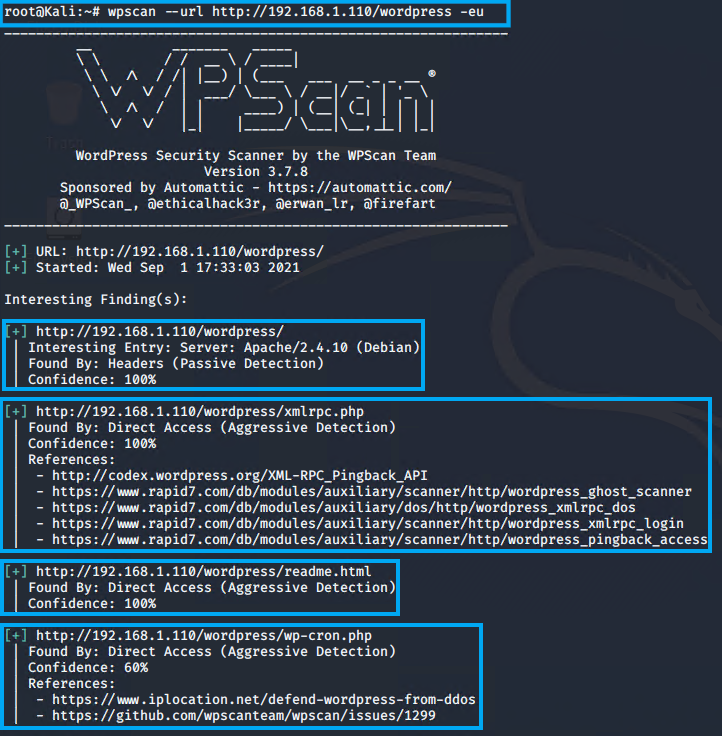 root@Kali:~# wpscan --url http://192.168.1.110/wordpress -eu
WPScan ®
WordPress Security Scanner by the WPScan Team
Version 3.7.8
Sponsored by Automattic - https://automattic.com/
@_WPScan_, @ethicalhack3r, @erwan_lr, @firefart
[+] URL: http://192.168.1.110/wordpress/
[+] Started: Wed Sep  1 17:33:03 2021
Interesting Finding(s):
[+] http://192.168.1.110/wordpress/
| Interesting Entry: Server: Apache/2.4.10 (Debian)
| Found By: Headers (Passive Detection)
| Confidence: 100%
[+] http://192.168.1.110/wordpress/xmlrpc.php
| Found By: Direct Access (Aggressive Detection)
| Confidence: 100%
| References:
|  - http://codex.wordpress.org/XML-RPC_Pingback_API
|  - https://www.rapid7.com/db/modules/auxiliary/scanner/http/wordpress_ghost_scanner
|  - https://www.rapid7.com/db/modules/auxiliary/dos/http/wordpress_xmlrpc_dos
|  - https://www.rapid7.com/db/modules/auxiliary/scanner/http/wordpress_xmlrpc_login
|  - https://www.rapid7.com/db/modules/auxiliary/scanner/http/wordpress_pingback_access
[+] http://192.168.1.110/wordpress/readme.html
| Found By: Direct Access (Aggressive Detection)
| Confidence: 100%
[+] http://192.168.1.110/wordpress/wp-cron.php
| Found By: Direct Access (Aggressive Detection)
| Confidence: 60%
| References:
|  - https://www.iplocation.net/defend-wordpress-from-ddos
|  - https://github.com/wpscanteam/wpscan/issues/1299